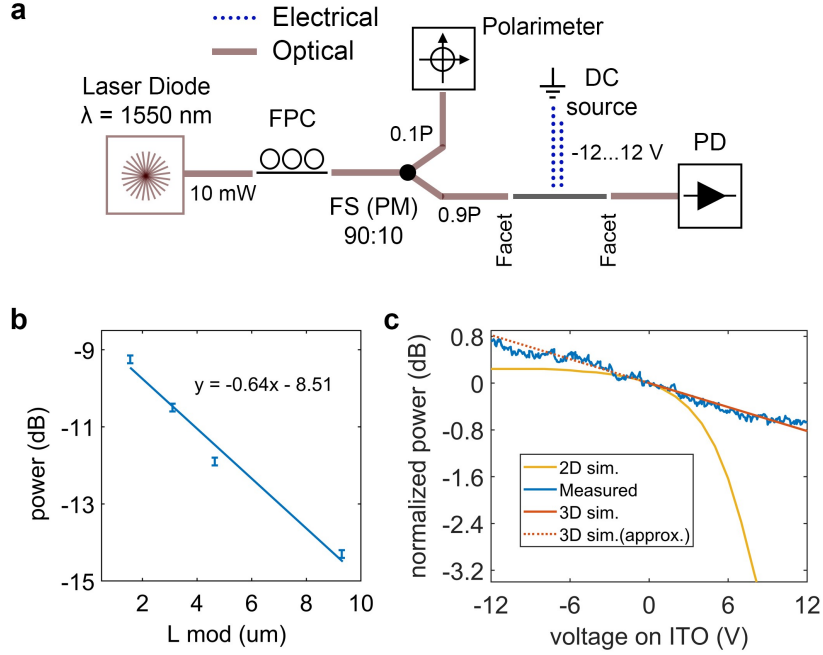 a
Electrical
Optical
Polarimeter
Laser Diode
λ = 1550 nm
FPC
DC
source
0.1P
-12...12 V
PD
10 mW
FS (PM)
90:10
0.9P
Facet
Facet
b
-9
-11
-13
-15
y = -0.64x - 8.51
2
4
6
8
10
power (dB)
L mod (um)
c
0.8
0
-0.8
-1.6
-2.4
-3.2
2D sim.
Measured
3D sim.
3D sim.(approx.)
-12
-6
0
6
12
normalized power (dB)
voltage on ITO (V)